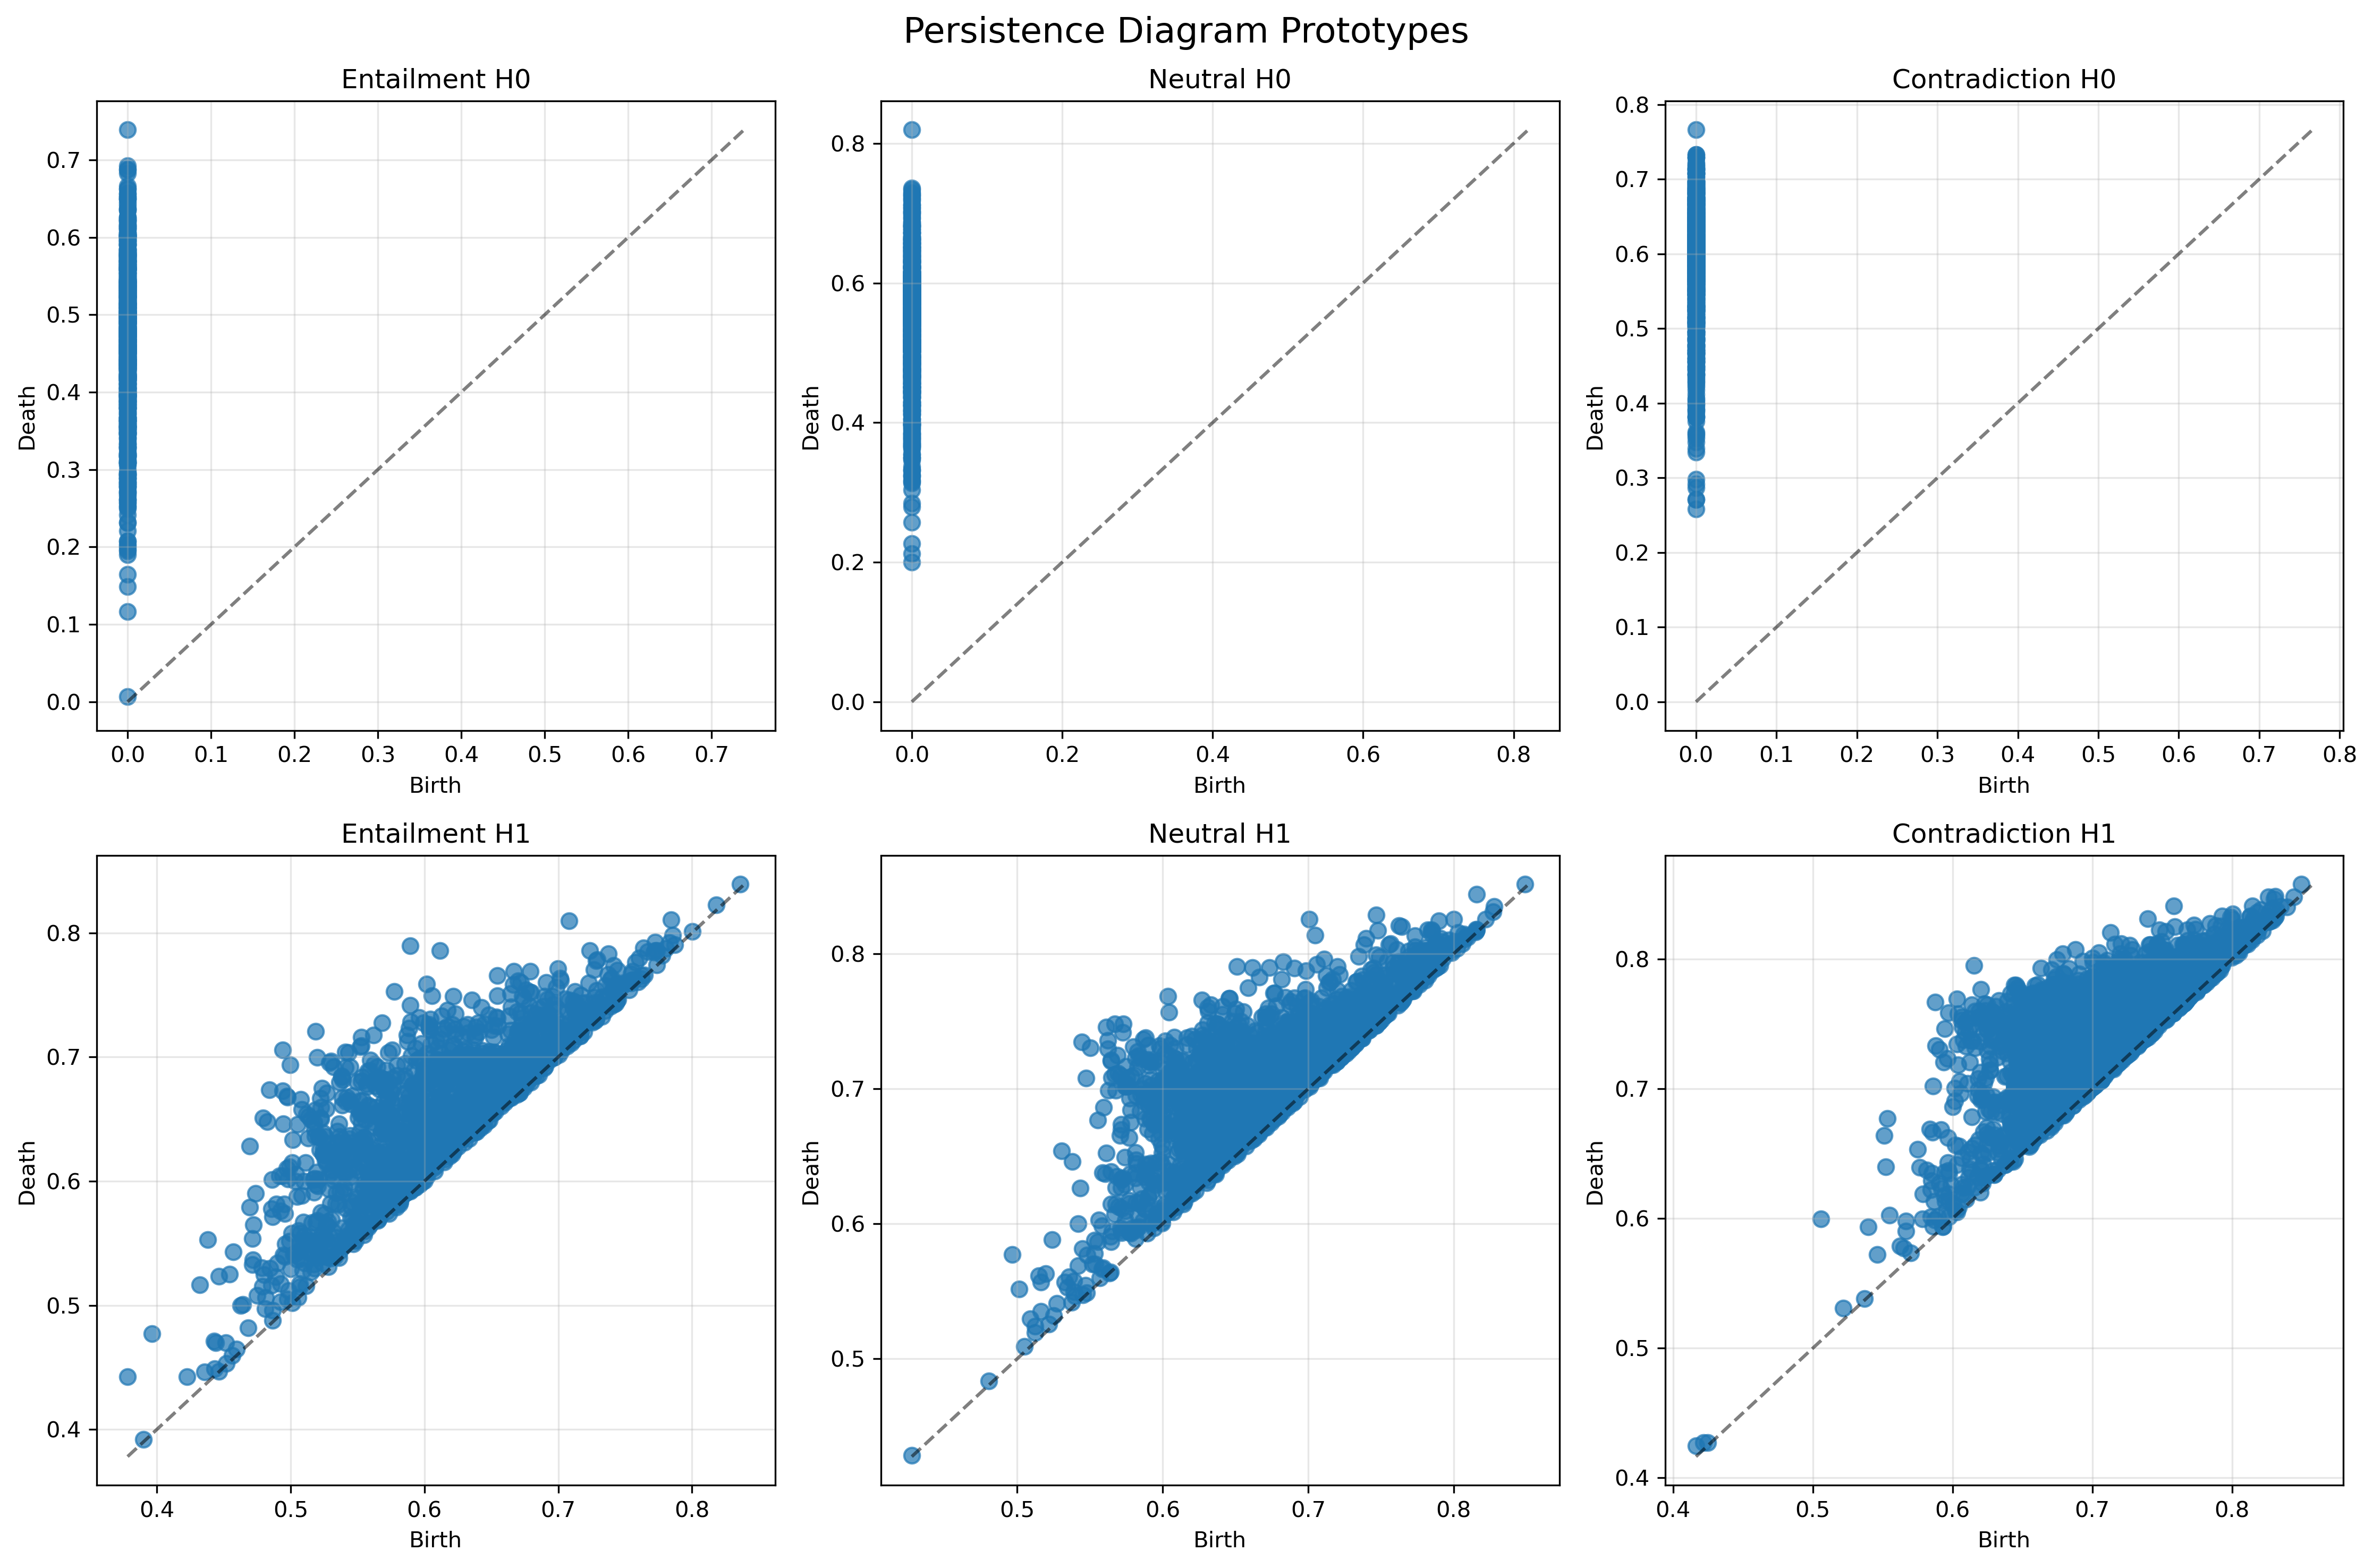 Persistence Diagram Prototypes
Entailment H0
Neutral H0
Contradiction H0
Death
0.7
0.6
0.5
0.4
0.3
0.2
0.1
0.0
0.0 0.1 0.2 0.3 0.4 0.5 0.6 0.7
Birth
Death
0.8
0.6
0.4
0.2
0.0
0.0 0.2 0.4 0.6 0.8
Birth
Death
0.8
0.7
0.6
0.5
0.4
0.3
0.2
0.1
0.0
0.0 0.1 0.2 0.3 0.4 0.5 0.6 0.7 0.8
Birth
Entailment H1
Neutral H1
Contradiction H1
Death
0.8
0.7
0.6
0.5
0.4
0.4 0.5 0.6 0.7 0.8
Birth
Death
0.8
0.7
0.6
0.5
0.5 0.6 0.7 0.8
Birth
Death
0.8
0.7
0.6
0.5
0.4
0.4 0.5 0.6 0.7 0.8
Birth